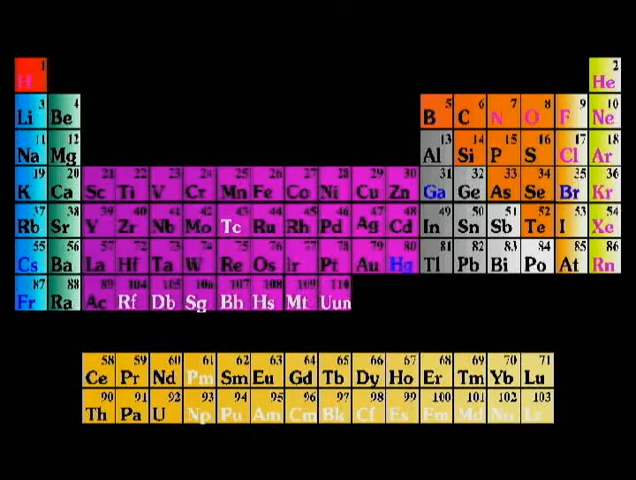 1 2
H He
3 4 5 6 7 8 9 10
Li Be B C N O F Ne
11 12 13 14 15 16 17 18
Na Mg Al Si P S Cl Ar
19 20 21 22 23 24 25 26 27 28 29 30 31 32 33 34 35 36
K Ca Sc Ti V Cr Mn Fe Co Ni Cu Zn Ga Ge As Se Br Kr
37 38 39 40 41 42 43 44 45 46 47 48 49 50 51 52 53 54
Rb Sr Y Zr Nb Mo Tc Ru Rh Pd Ag Cd In Sn Sb Te I Xe
55 56 57 72 73 74 75 76 77 78 79 80 81 82 83 84 85 86
Cs Ba La Hf Ta W Re Os Ir Pt Au Hg Tl Pb Bi Po At Rn
87 88 89 104 105 106 107 108 109 110
Fr Ra Ac Rf Db Sg Bh Hs Mt Uun
58 59 60 61 62 63 64 65 66 67 68 69 70 71
Ce Pr Nd Pm Sm Eu Gd Tb Dy Ho Er Tm Yb Lu
90 91 92 93 94 95 96 97 98 99 100 101 102 103
Th Pa U Np Pu Am Cm Bk Cf Es Fm Md No Lr